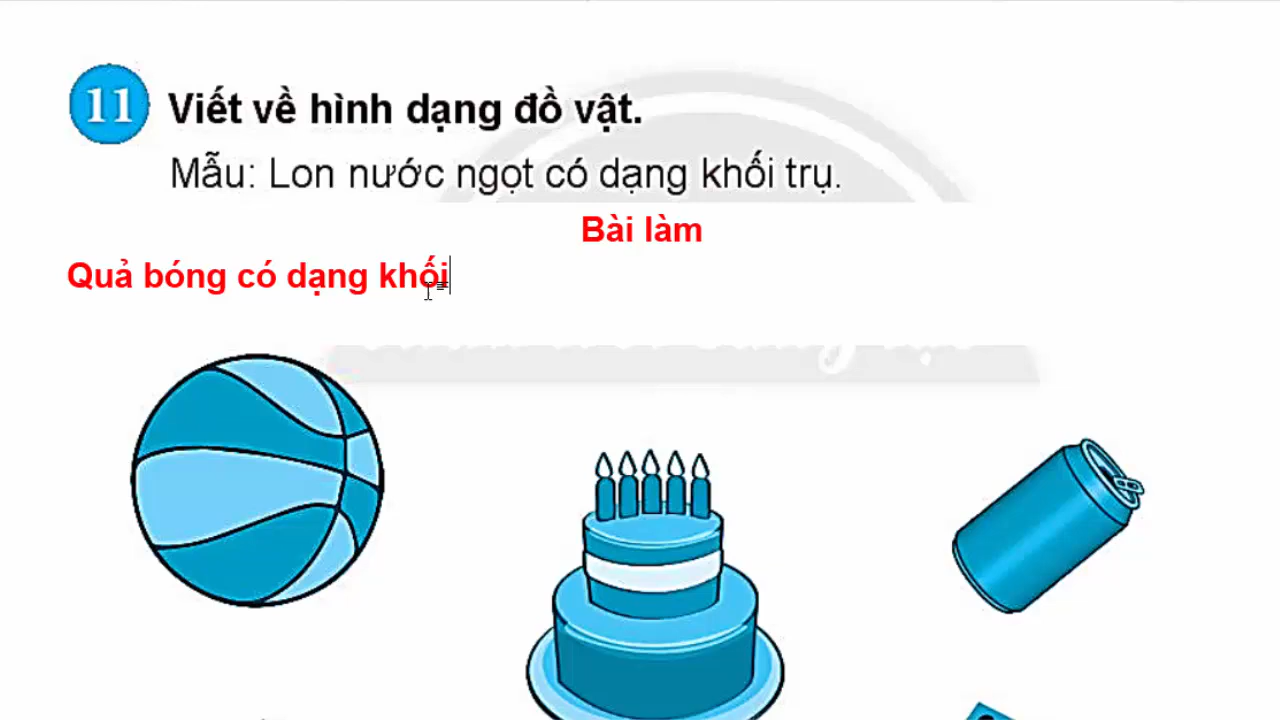 11 Viết về hình dạng đồ vật.
Mẫu: Lon nước ngọt có dạng khối trụ.
Bài làm
Quả bóng có dạng khối